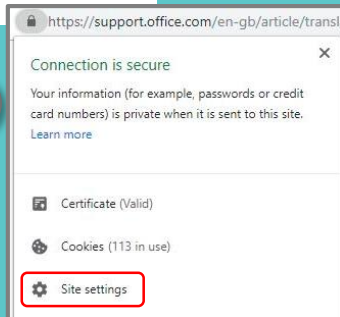 https://support.office.com/en-gb/article/transl
Connection is secure
Your information (for example, passwords or credit
card numbers) is private when it is sent to this site.
Learn more
Certificate (Valid)
Cookies (113 in use)
Site settings